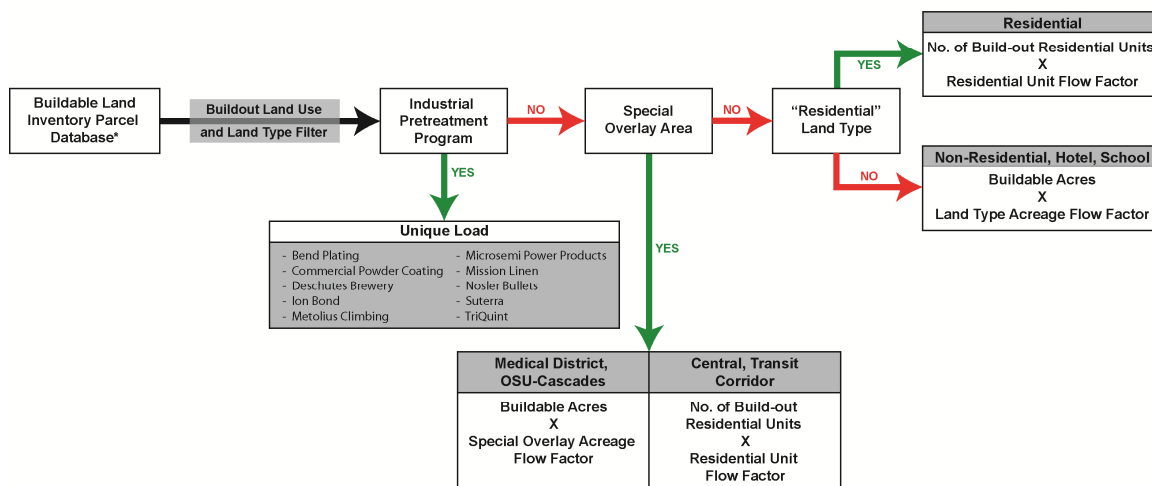 Buildable Land
Inventory Parcel
Database*
Buildout Land Use
and Land Type Filter
Industrial
Pretreatment
Program
NO
Special
Overlay Area
NO
“Residential”
Land Type
YES
Residential
No. of Build-out Residential Units
X
Residential Unit Flow Factor
NO
Non-Residential, Hotel, School
Buildable Acres
X
Land Type Acreage Flow Factor
YES
Unique Load
- Bend Plating
- Commercial Powder Coating
- Deschutes Brewery
- Ion Bond
- Metolius Climbing
- Microsemi Power Products
- Mission Linen
- Nosler Bullets
- Suterra
- TriQuint
YES
Medical District,
OSU-Cascades
Buildable Acres
X
Special Overlay Acreage
Flow Factor
Central, Transit
Corridor
No. of Build-out
Residential Units
X
Residential Unit
Flow Factor